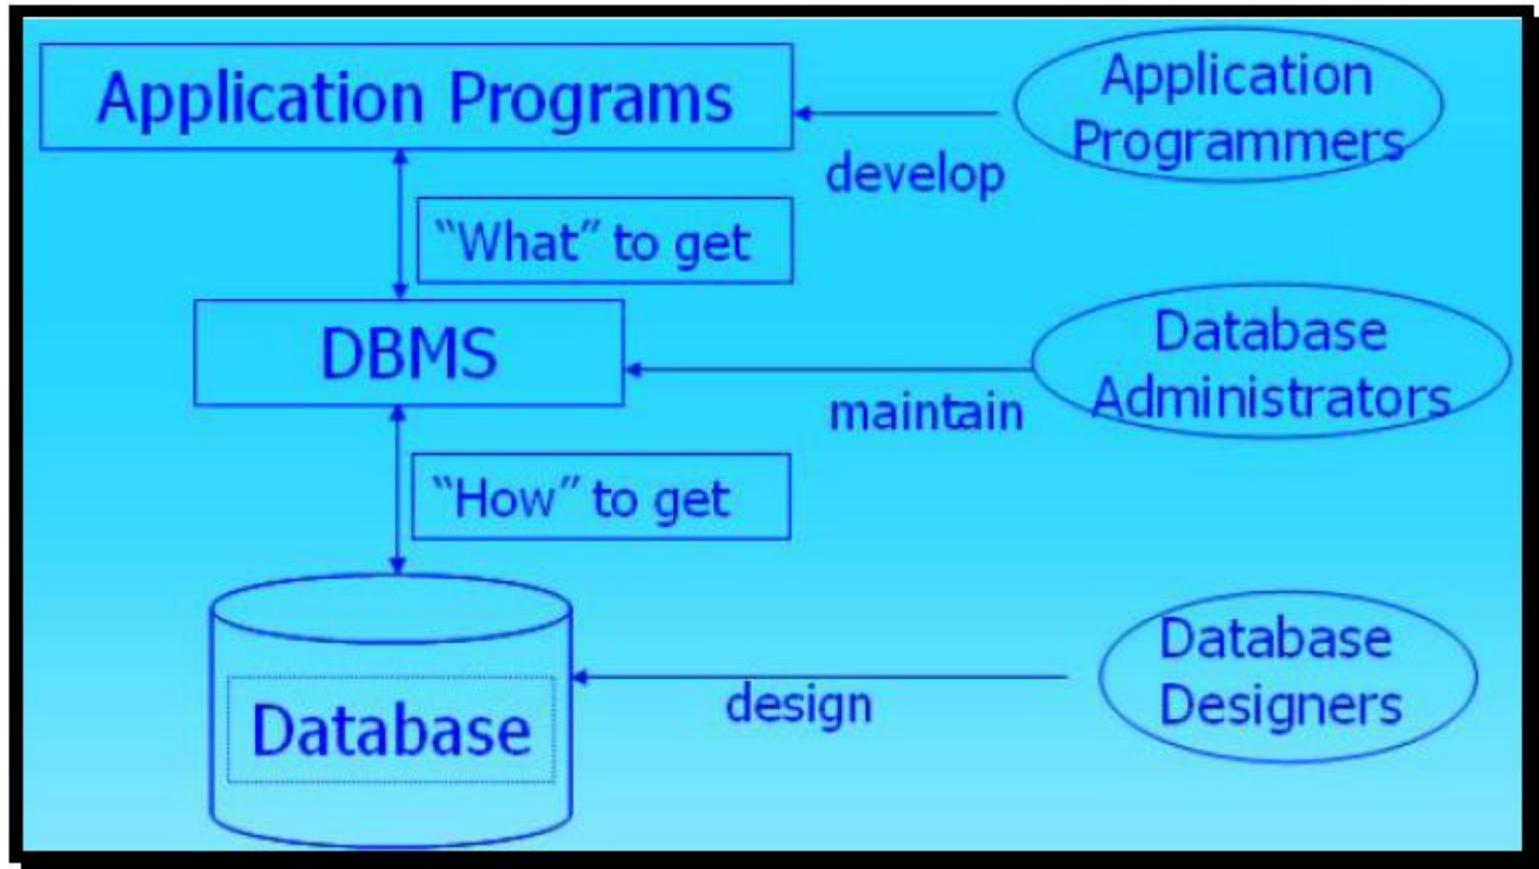 Application Programs
Application
Programmers
develop
“What” to get
DBMS
Database
Administrators
maintain
“How” to get
Database
Database
Designers
design